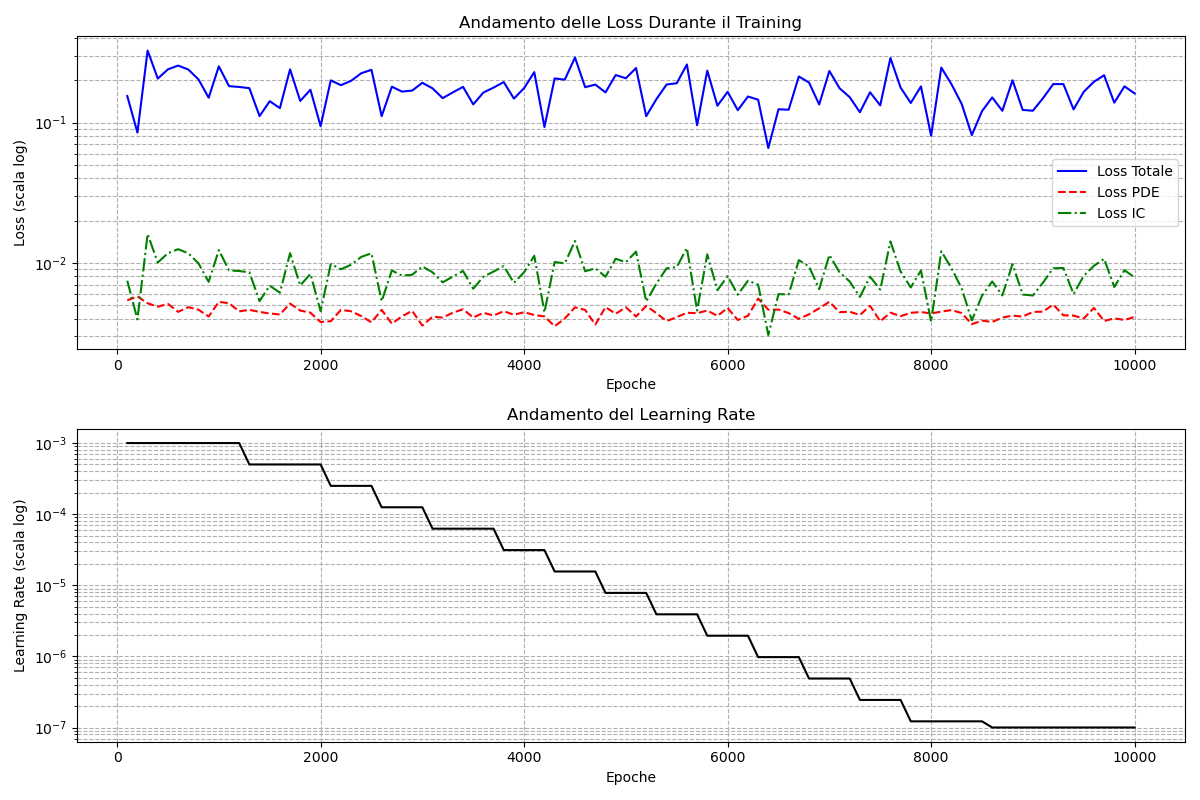 Andamento delle Loss Durante il Training
Loss (scala log)
10⁻¹
10⁻²
Loss Totale
Loss PDE
Loss IC
0 2000 4000 6000 8000 10000
Epoche
Andamento del Learning Rate
Learning Rate (scala log)
10⁻³
10⁻⁴
10⁻⁵
10⁻⁶
10⁻⁷
0 2000 4000 6000 8000 10000
Epoche